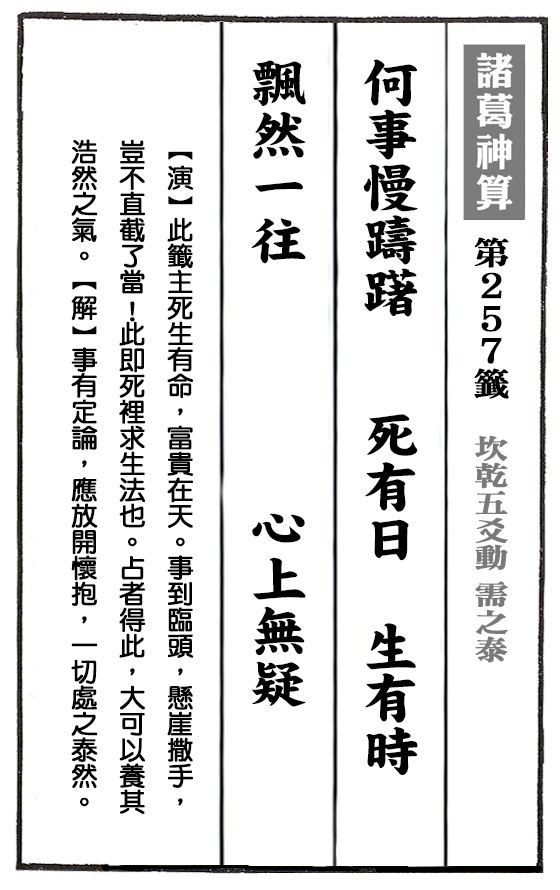 諸葛神算 第257籤 坎乾五爻動 需之泰
何事慢躊躇 死有日 生有時
飄然一往 心上無疑
【演】此籤主死生有命，富貴在天。事到臨頭，懸崖撒手，
豈不直截了當！此即死裡求生法也。占者得此，大可以養其
浩然之氣。【解】事有定論，應放開懷抱，一切處之泰然。